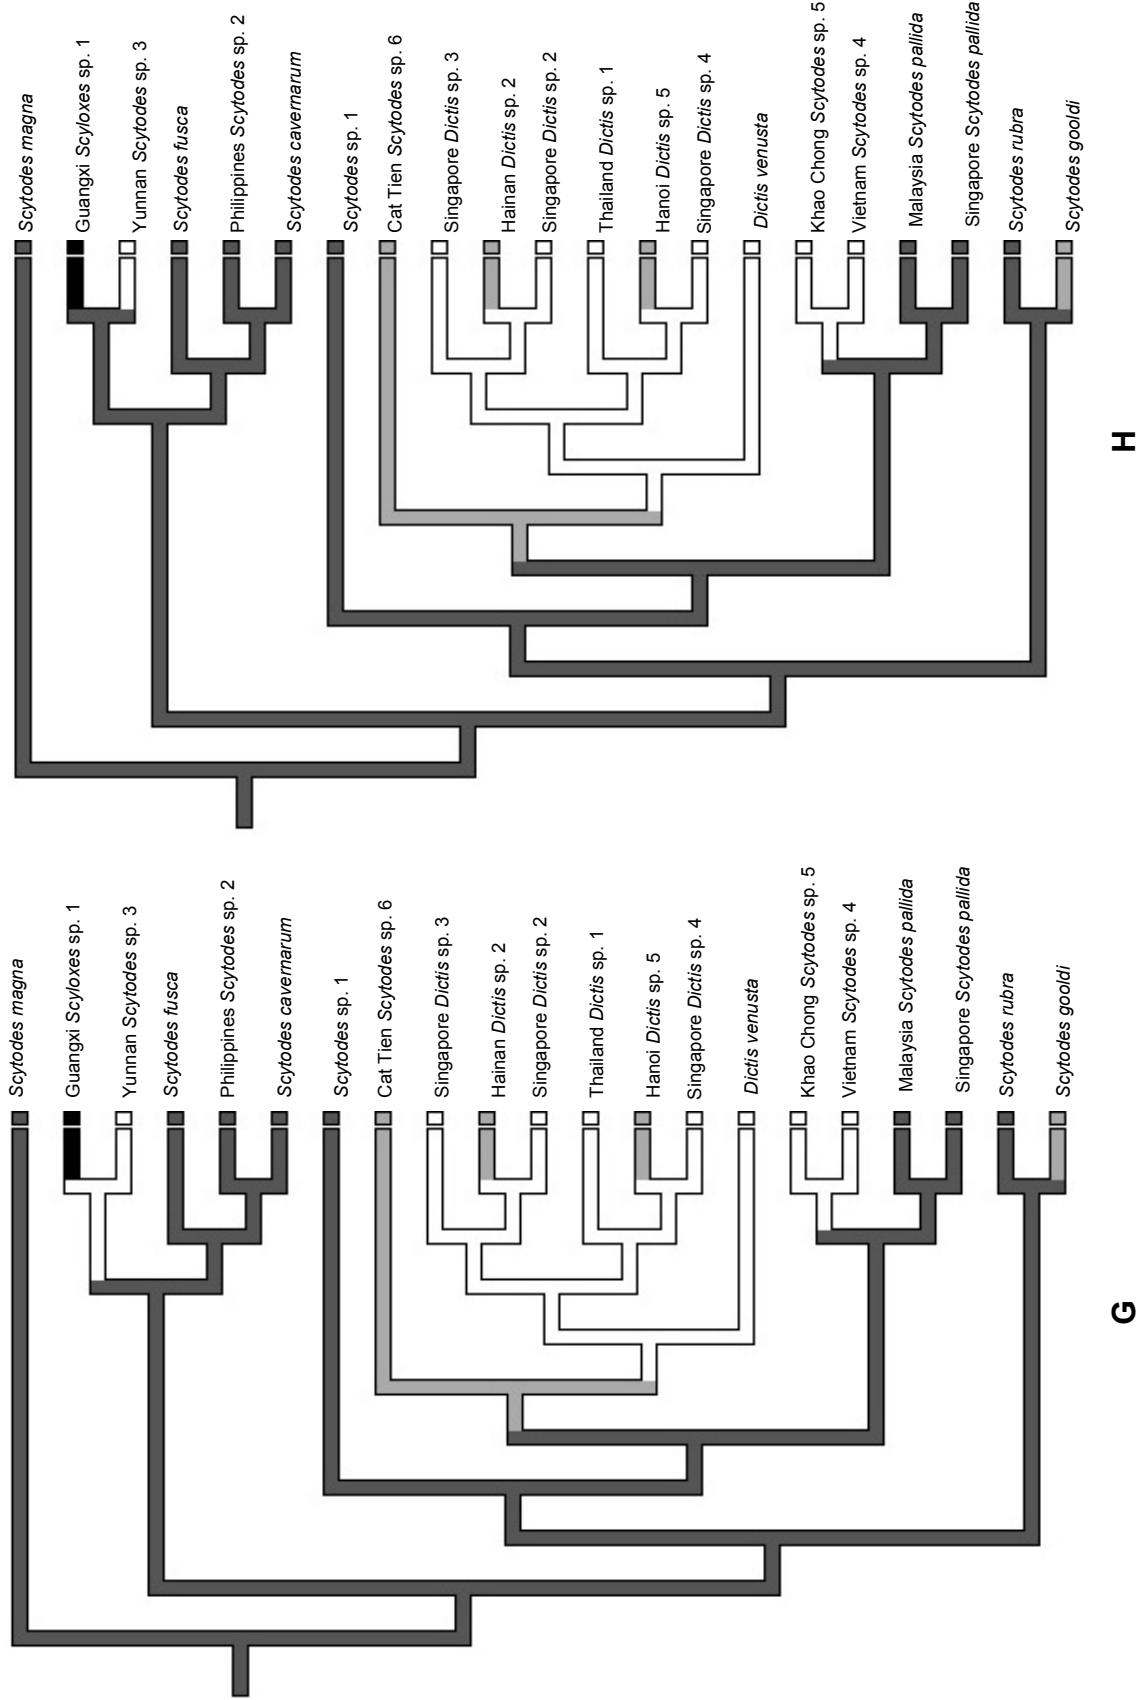 Scytodes magna
Guangxi Scyloxes sp. 1
Yunnan Scytodes sp. 3
Scytodes fusca
Philippines Scytodes sp. 2
Scytodes cavernarum
Scytodes sp. 1
Cat Tien Scytodes sp. 6
Singapore Dictis sp. 3
Hainan Dictis sp. 2
Singapore Dictis sp. 2
Thailand Dictis sp. 1
Hanoi Dictis sp. 5
Singapore Dictis sp. 4
Dictis venusta
Khao Chong Scytodes sp. 5
Vietnam Scytodes sp. 4
Malaysia Scytodes pallida
Singapore Scytodes pallida
Scytodes rubra
Scytodes gooldi
H
Scytodes magna
Guangxi Scyloxes sp. 1
Yunnan Scytodes sp. 3
Scytodes fusca
Philippines Scytodes sp. 2
Scytodes cavernarum
Scytodes sp. 1
Cat Tien Scytodes sp. 6
Singapore Dictis sp. 3
Hainan Dictis sp. 2
Singapore Dictis sp. 2
Thailand Dictis sp. 1
Hanoi Dictis sp. 5
Singapore Dictis sp. 4
Dictis venusta
Khao Chong Scytodes sp. 5
Vietnam Scytodes sp. 4
Malaysia Scytodes pallida
Singapore Scytodes pallida
Scytodes rubra
Scytodes gooldi
G